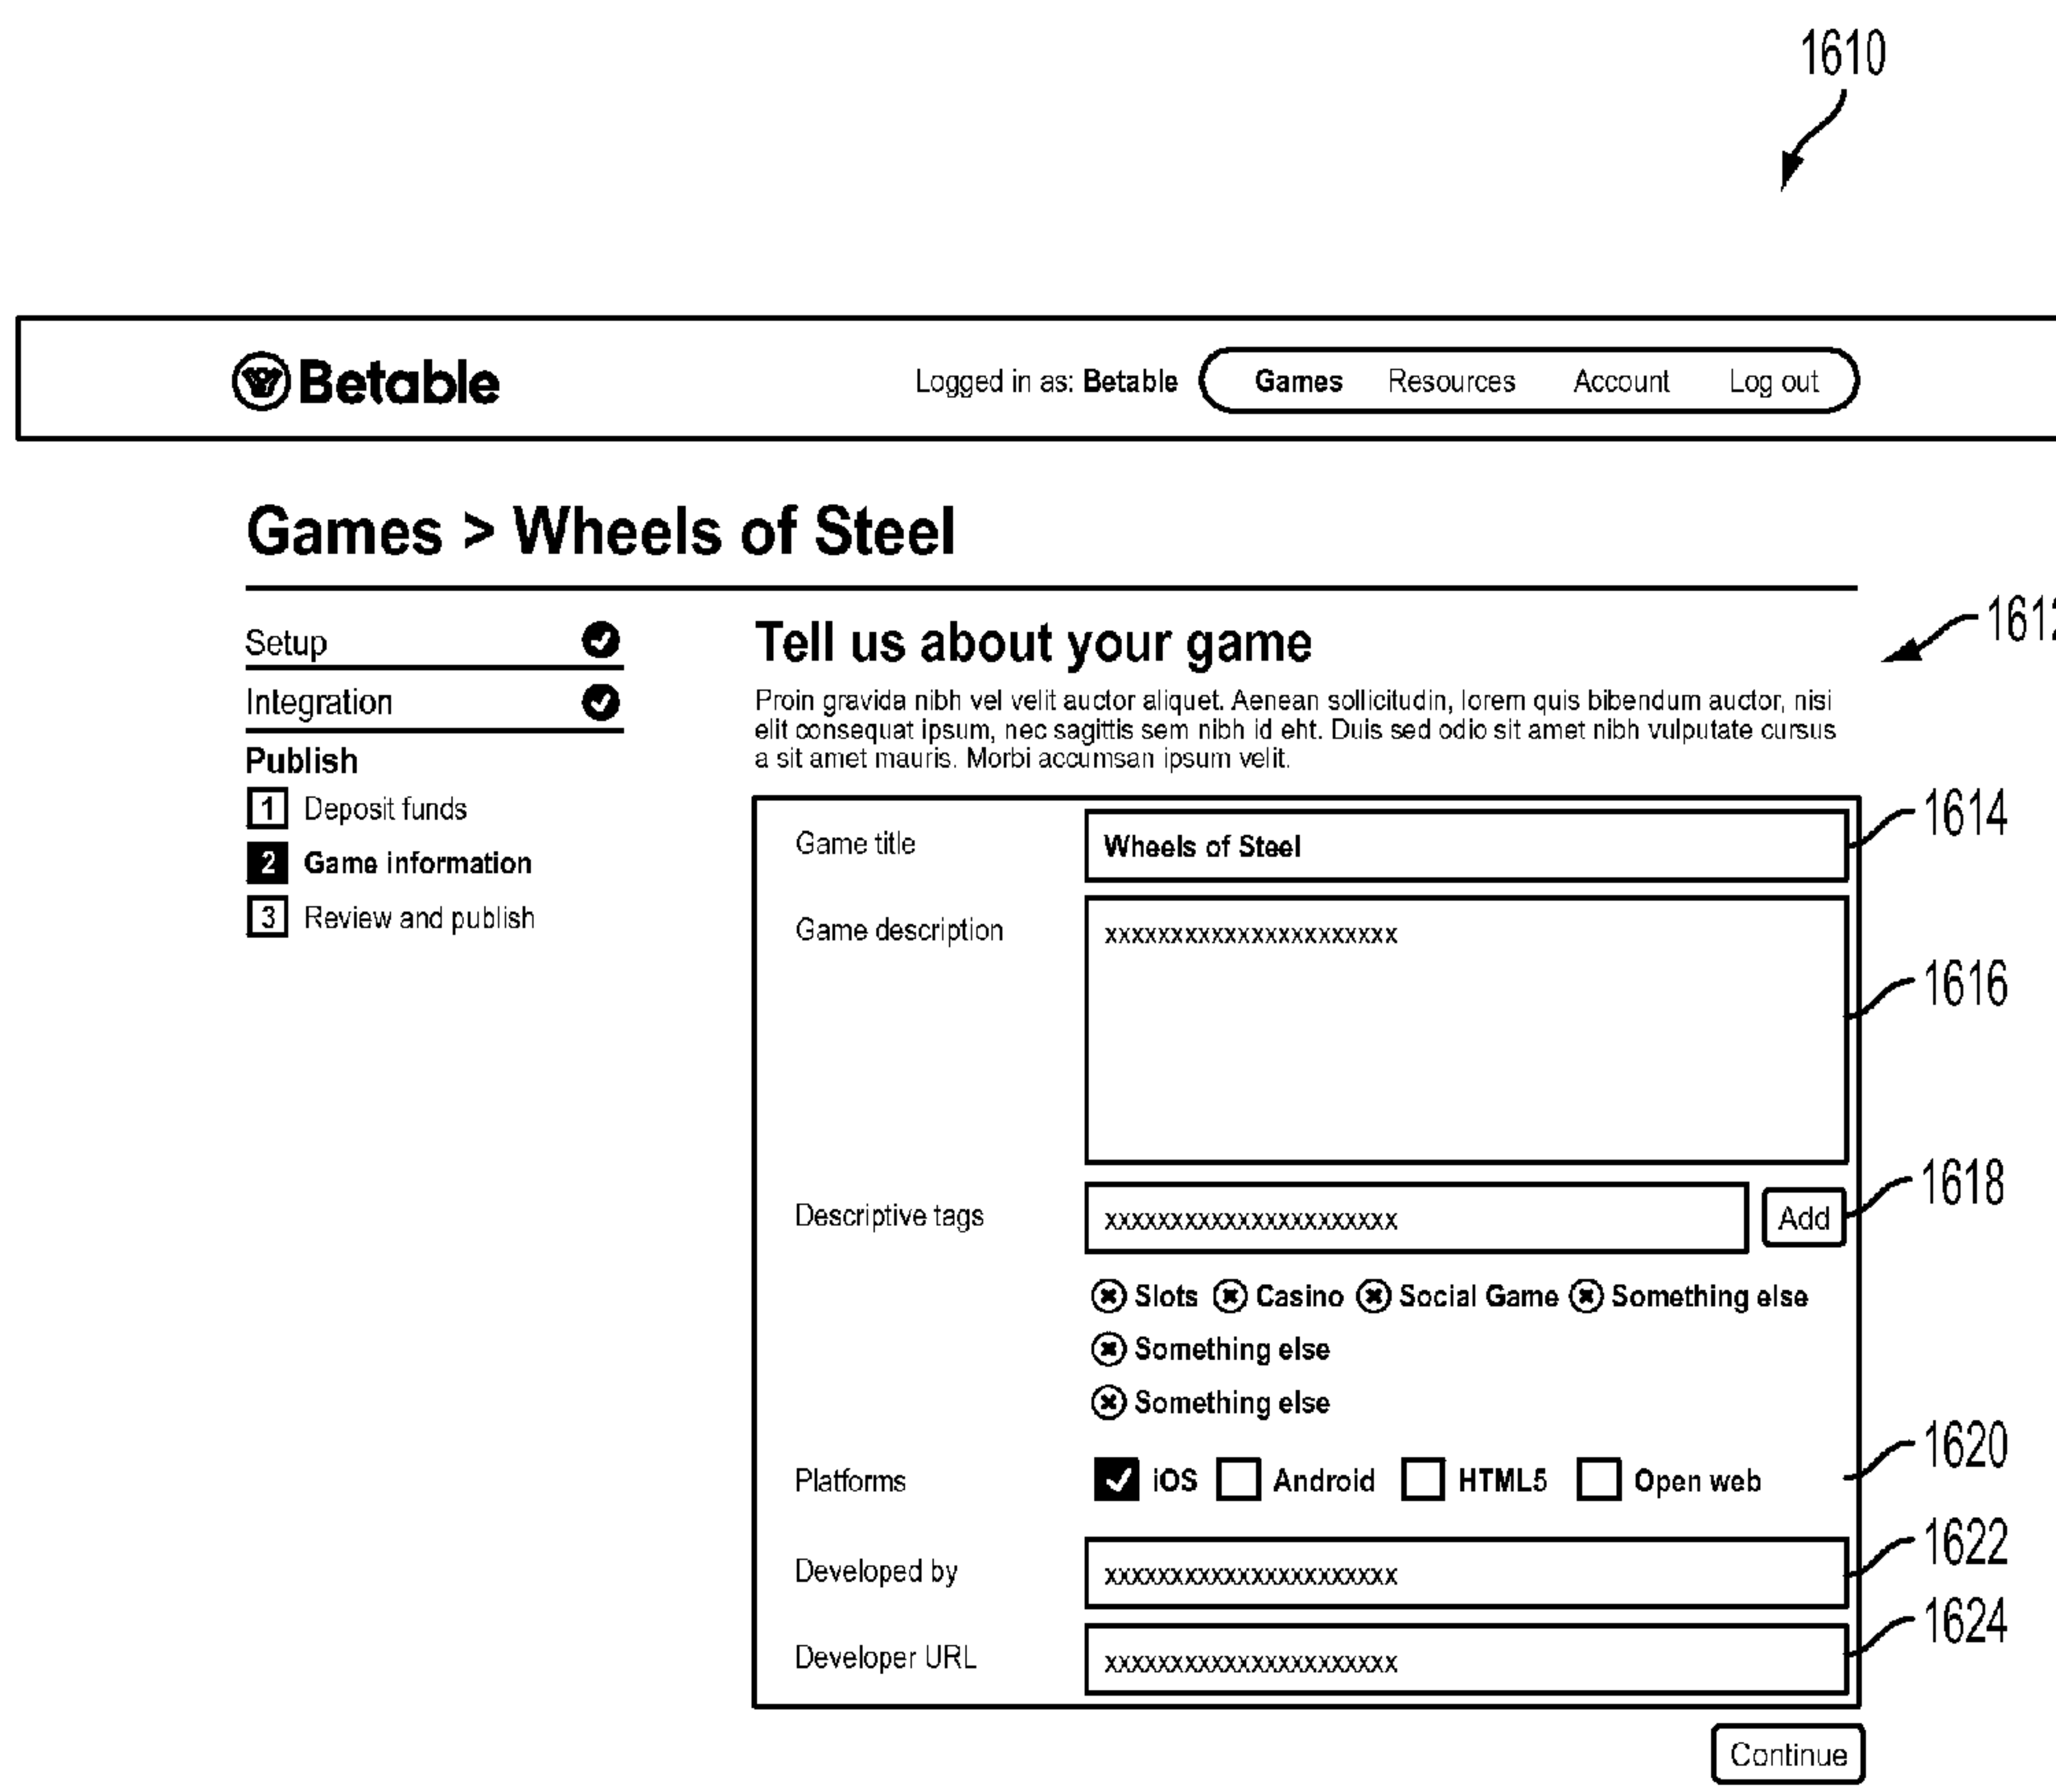 1610
Betable
Logged in as: Betable Games Resources Account Log out
Games > Wheels of Steel
Setup
Integration
Publish
1 Deposit funds
2 Game information
3 Review and publish
Tell us about your game
1612
Proin gravida nibh vel velit auctor aliquet. Aenean sollicitudin, lorem quis bibendum auctor, nisi
elit consequat ipsum, nec sagittis sem nibh id eht. Duis sed odio sit amet nibh vulputate cursus
a sit amet mauris. Morbi accumsan ipsum velit.
Game title Wheels of Steel 1614
Game description xxxxxxxxxxxxxxxxxxxxxx
1616
Descriptive tags xxxxxxxxxxxxxxxxxxxxxx Add 1618
Slots Casino Social Game Something else
Something else
Something else
Platforms iOS Android HTML5 Open web 1620
Developed by xxxxxxxxxxxxxxxxxxxxxx 1622
Developer URL xxxxxxxxxxxxxxxxxxxxxx 1624
Continue